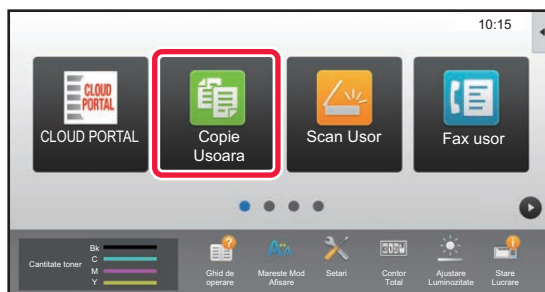 10:15
CLOUD
PORTAL
CLOUD PORTAL
Copie
Usoara
Scan Usor
Fax usor
Cantitate toner
Bk
C
M
Y
Ghid de
operare
Mareste Mod
Afisare
Setari
Contor
Total
Ajustare
Luminozitate
Stare
Lucrare